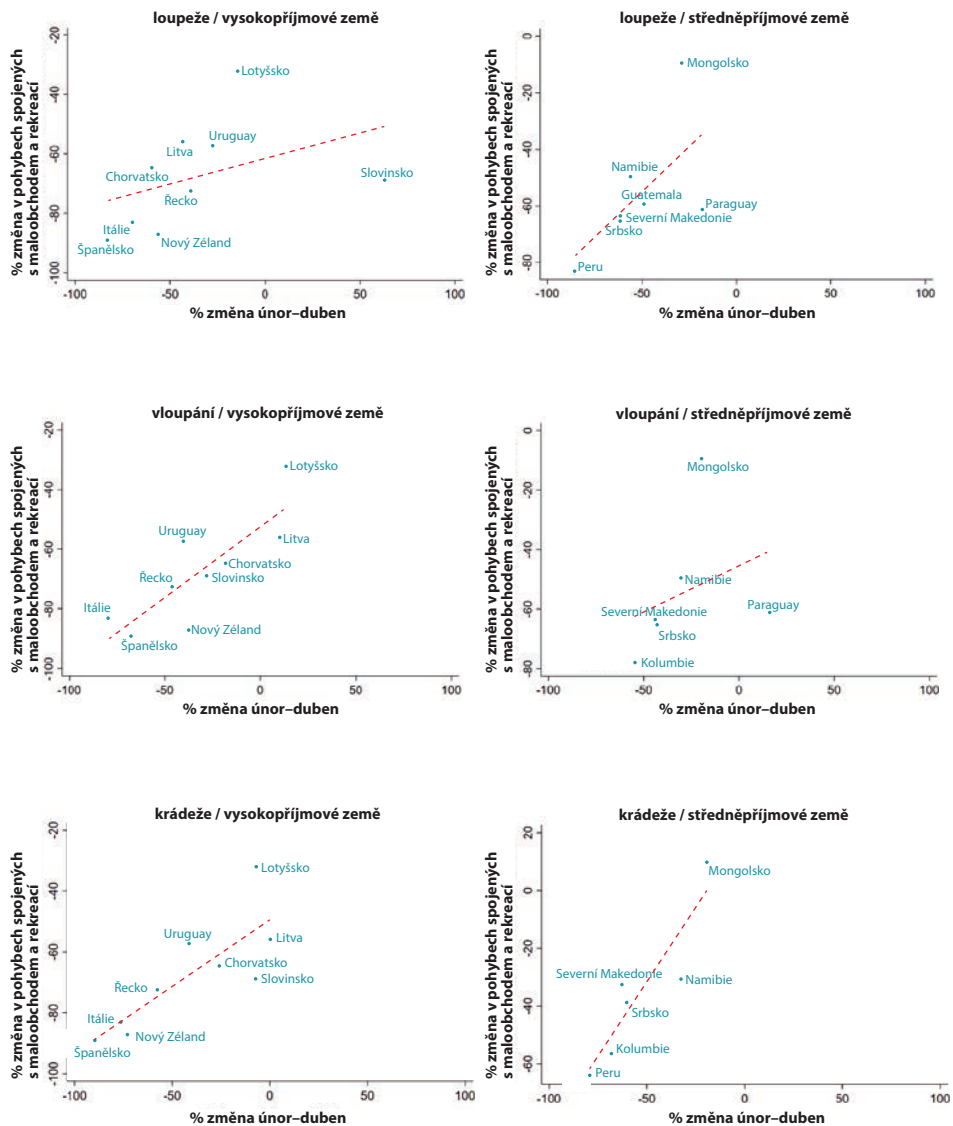 loupeže / vysokopříjmové země
% změna v pohybech spojených
s maloobchodem a rekreací
-20
-40
-60
-80
-100
Lotyšsko
Uruguay
Litva
Chorvatsko
Slovinsko
Řecko
Itálie
Nový Zéland
Španělsko
-100
-50
0
50
100
% změna únor–duben
loupeže / středněpříjmové země
% změna v pohybech spojených
s maloobchodem a rekreací
0
-20
-40
-60
-80
Mongolsko
Namibie
Guatemala
Paraguay
Severní Makedonie
Srbsko
Peru
-100
-50
0
50
100
% změna únor–duben
vloupání / vysokopříjmové země
% změna v pohybech spojených
s maloobchodem a rekreací
-20
-40
-60
-80
-100
Lotyšsko
Uruguay
Litva
Chorvatsko
Řecko
Slovinsko
Itálie
Nový Zéland
Španělsko
-100
-50
0
50
100
% změna únor–duben
vloupání / středněpříjmové země
% změna v pohybech spojených
s maloobchodem a rekreací
0
-20
-40
-60
-80
Mongolsko
Namibie
Severní Makedonie
Paraguay
Srbsko
Kolumbie
-100
-50
0
50
100
% změna únor–duben
krádeže / vysokopříjmové země
% změna v pohybech spojených
s maloobchodem a rekreací
-20
-40
-60
-80
-100
Lotyšsko
Uruguay
Litva
Chorvatsko
Slovinsko
Řecko
Itálie
Nový Zéland
Španělsko
-100
-50
0
50
100
% změna únor–duben
krádeže / středněpříjmové země
% změna v pohybech spojených
s maloobchodem a rekreací
20
0
-20
-40
-60
Mongolsko
Severní Makedonie
Namibie
Srbsko
Kolumbie
Peru
-100
-50
0
50
100
% změna únor–duben